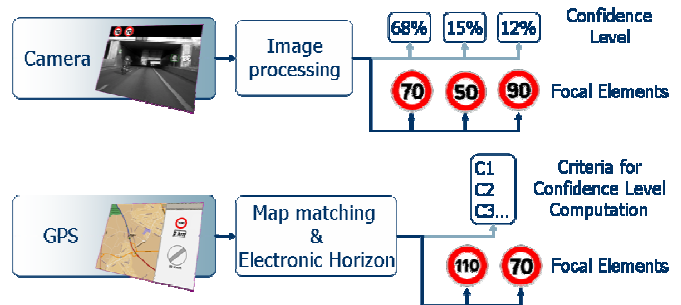 Camera
Image
processing
68% 15% 12%
Confidence
Level
70 50 90
Focal Elements
GPS
Map matching
&
Electronic Horizon
C1
C2
C3...
Criteria for
Confidence Level
Computation
110 70
Focal Elements